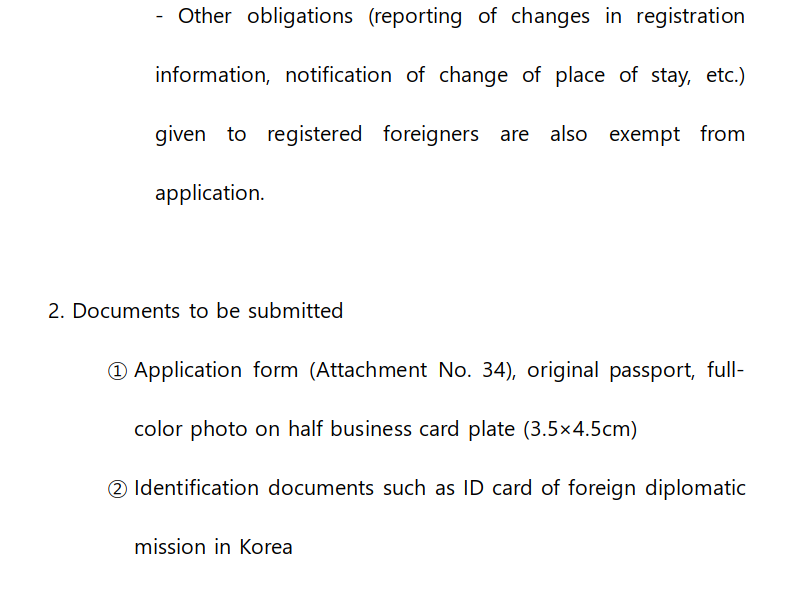 - Other obligations (reporting of changes in registration
information, notification of change of place of stay, etc.)
given to registered foreigners are also exempt from
application.
2. Documents to be submitted
① Application form (Attachment No. 34), original passport, full-
color photo on half business card plate (3.5×4.5cm)
② Identification documents such as ID card of foreign diplomatic
mission in Korea